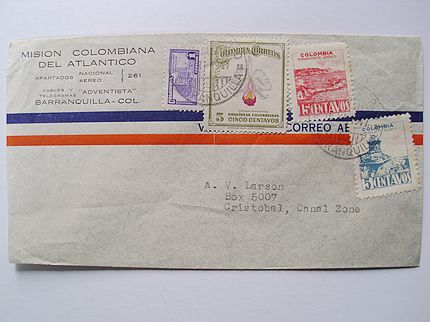 MISION COLOMBIANA
DEL ATLANTICO
APARTADOS NACIONAL AEREO 261
CABLES Y TELEGRAMAS "ADVENTISTA"
BARRANQUILLA - COL.
COLOMBIA CORREOS
ORQUIDEAS COLOMBIANAS
5 CINCO CENTAVOS
COLOMBIA
15 CENTAVOS
CORREO AE
COLOMBIA
5 CENTAVOS
A. V. Larson
Box 5007
Cristobal, Canal Zone